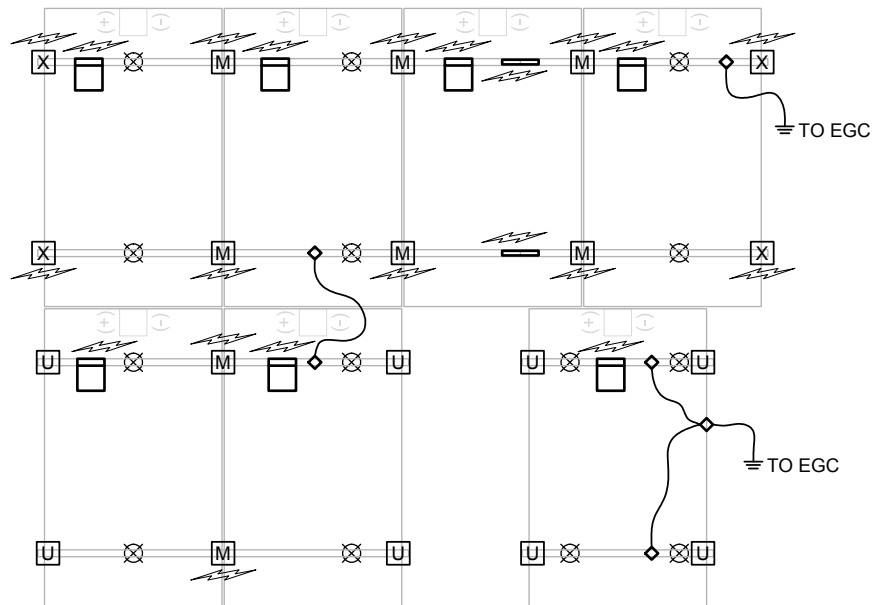 (+) (-) (+) (-) (+) (-) (+) (-)
X M M M X
TO EGC
X M M M X
(+) (-) (+) (-) (+) (-)
U M U U U
TO EGC
U M U U U